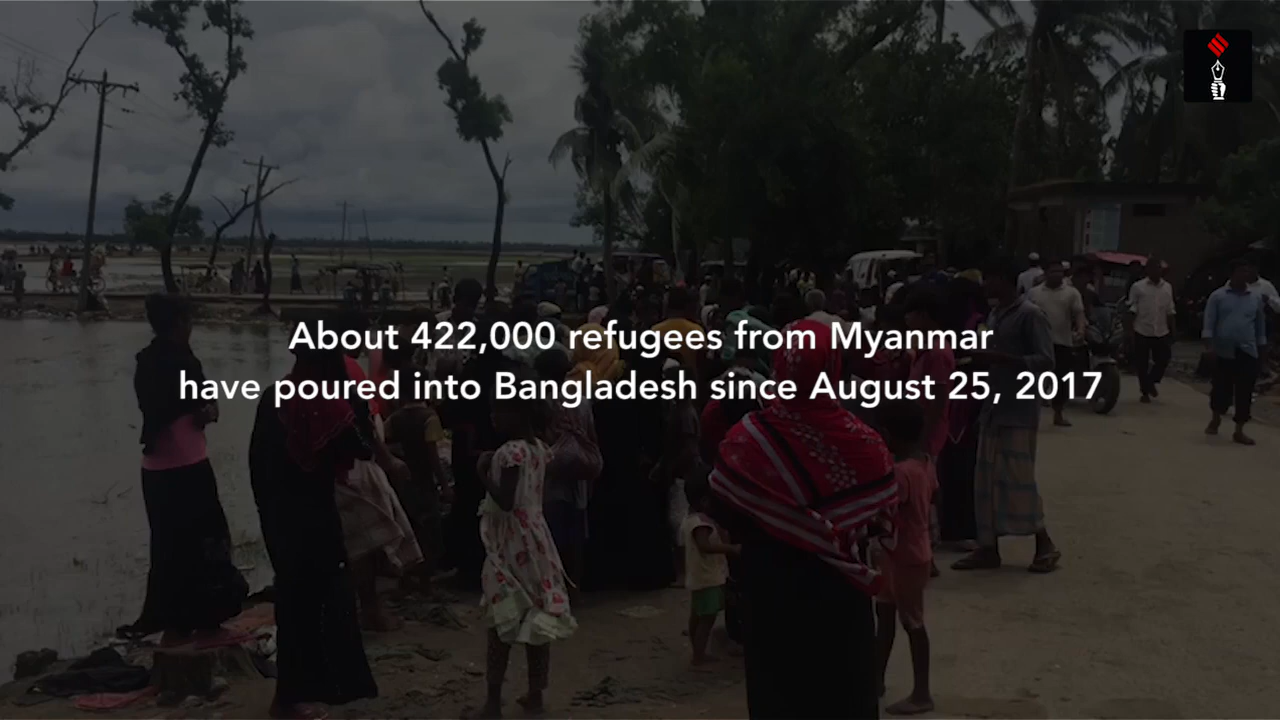 About 422,000 refugees from Myanmar
have poured into Bangladesh since August 25, 2017